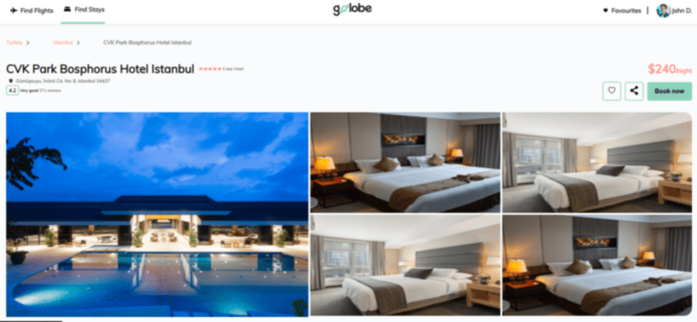 Find Flights
Find Stays
golobe
Favourites | John D.
Turkey > Istanbul > CVK Park Bosphorus Hotel Istanbul
CVK Park Bosphorus Hotel Istanbul
5 Star Hotel
$240/night
Gümüşsuyu, İnönü Cd. No:8, Istanbul 34437
4.2 Very good 371 reviews
Book now